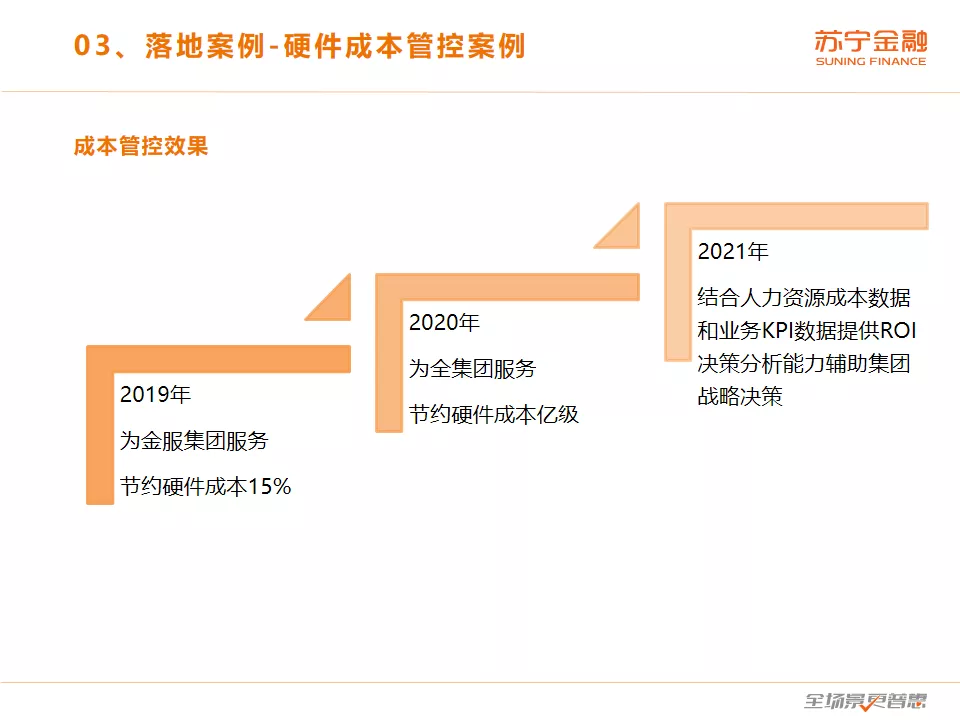 03、落地案例-硬件成本管控案例
苏宁金融
SUNING FINANCE
成本管控效果
2019年
为金服集团服务
节约硬件成本15%
2020年
为全集团服务
节约硬件成本亿级
2021年
结合人力资源成本数据
和业务KPI数据提供ROI
决策分析能力辅助集团
战略决策
全场景更普惠